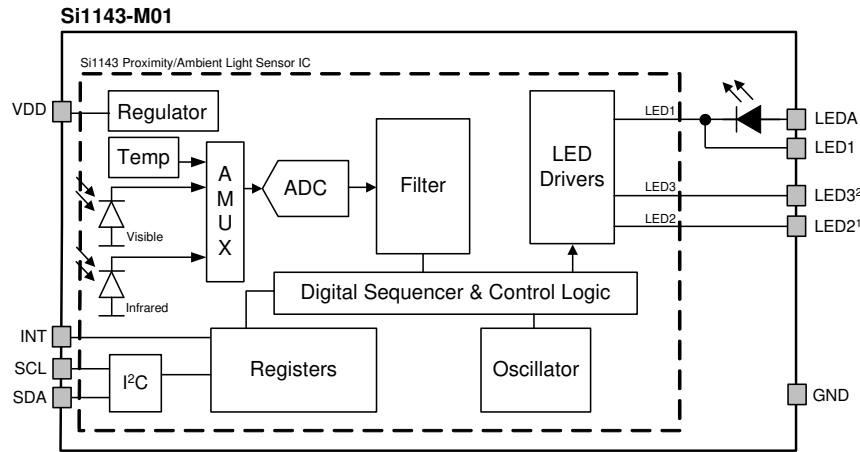 Si1143-M01
Si1143 Proximity/Ambient Light Sensor IC
VDD
Regulator
LED1
LEDA
Temp
AMUX
ADC
Filter
LED
Drivers
LED1
LED3
LED3²
Visible
LED2
LED2¹
Digital Sequencer & Control Logic
Infrared
INT
SCL
I²C
Registers
Oscillator
SDA
GND